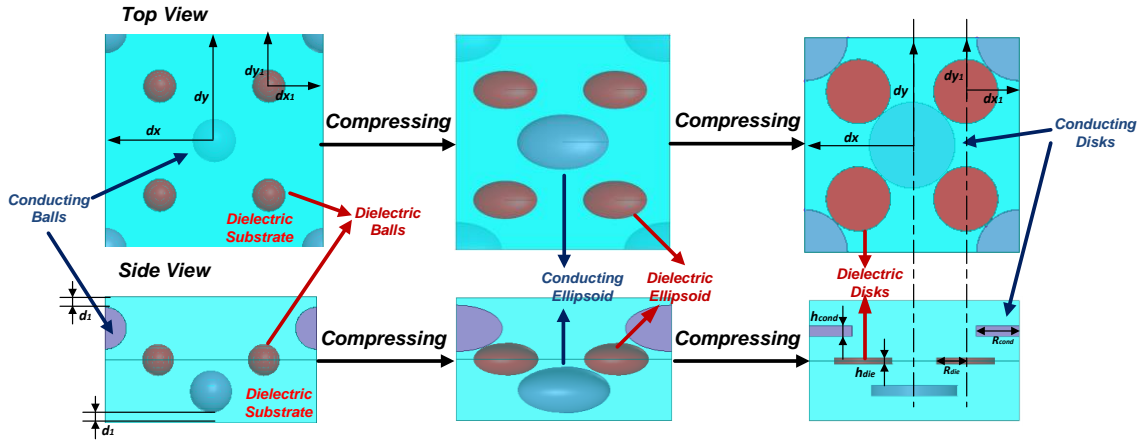 Top View
dy
dy1
dx1
dx
Compressing
Compressing
dy
dy1
dx1
dx
Conducting
Disks
Conducting
Balls
Dielectric
Substrate
Dielectric
Balls
Side View
d1
Conducting
Ellipsoid
Dielectric
Ellipsoid
Dielectric
Disks
hcond
Rcond
Compressing
Compressing
hdie
Rdie
Dielectric
Substrate
d1